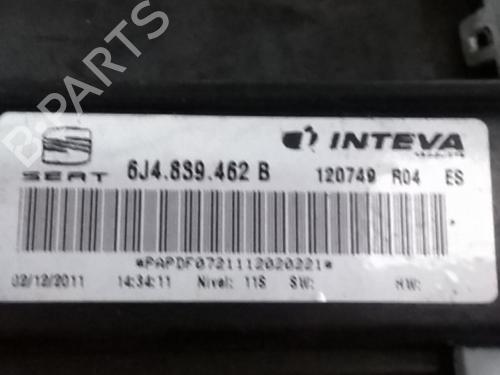 B-PARTS
INTEVA
SEAT 6J4.839.462 B 120749 R04 ES
*PAPDF0721112020221*
02/12/2011 14:34:11 Nivel: 11S SW: HW: